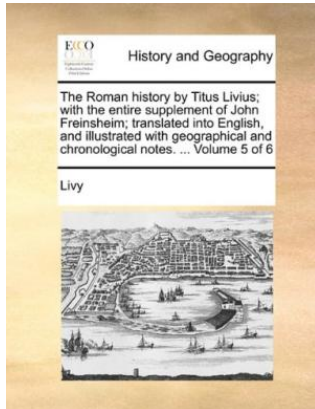 ECCO
History and Geography
The Roman history by Titus Livius;
with the entire supplement of John
Freinsheim; translated into English,
and illustrated with geographical and
chronological notes. ... Volume 5 of 6
Livy